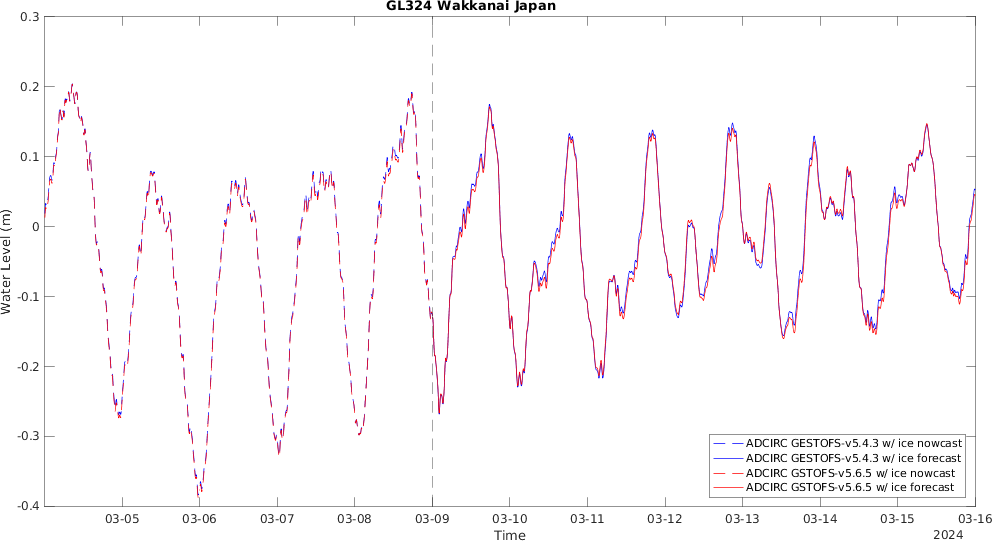 GL324 Wakkanai Japan
0.3
0.2
0.1
0
-0.1
-0.2
-0.3
-0.4
Water Level (m)
ADCIRC GESTOFS-v5.4.3 w/ ice nowcast
ADCIRC GESTOFS-v5.4.3 w/ ice forecast
ADCIRC GSTOFS-v5.6.5 w/ ice nowcast
ADCIRC GSTOFS-v5.6.5 w/ ice forecast
03-05 03-06 03-07 03-08 03-09 03-10 03-11 03-12 03-13 03-14 03-15 03-16
Time
2024